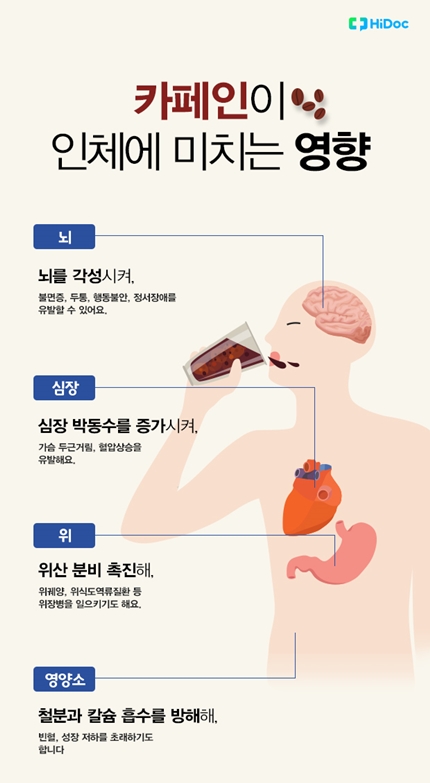 HiDoc
카페인이
인체에 미치는 영향
뇌
뇌를 각성시켜,
불면증, 두통, 행동불안, 정서장애를
유발할 수 있어요.
심장
심장 박동수를 증가시켜,
가슴 두근거림, 혈압상승을
유발해요.
위
위산 분비 촉진해,
위궤양, 위식도역류질환 등
위장병을 일으키기도 해요.
영양소
철분과 칼슘 흡수를 방해해,
빈혈, 성장 저하를 초래하기도
합니다